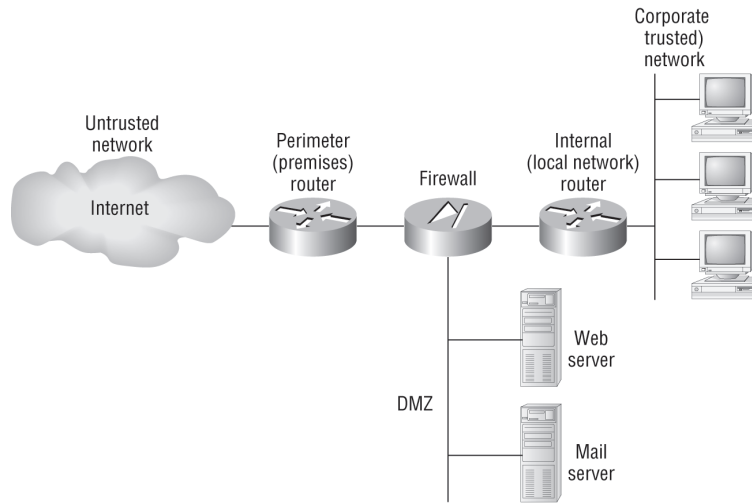 Corporate
trusted)
network
Untrusted
network
Internet
Perimeter
(premises)
router
Firewall
Internal
(local network)
router
Web
server
DMZ
Mail
server